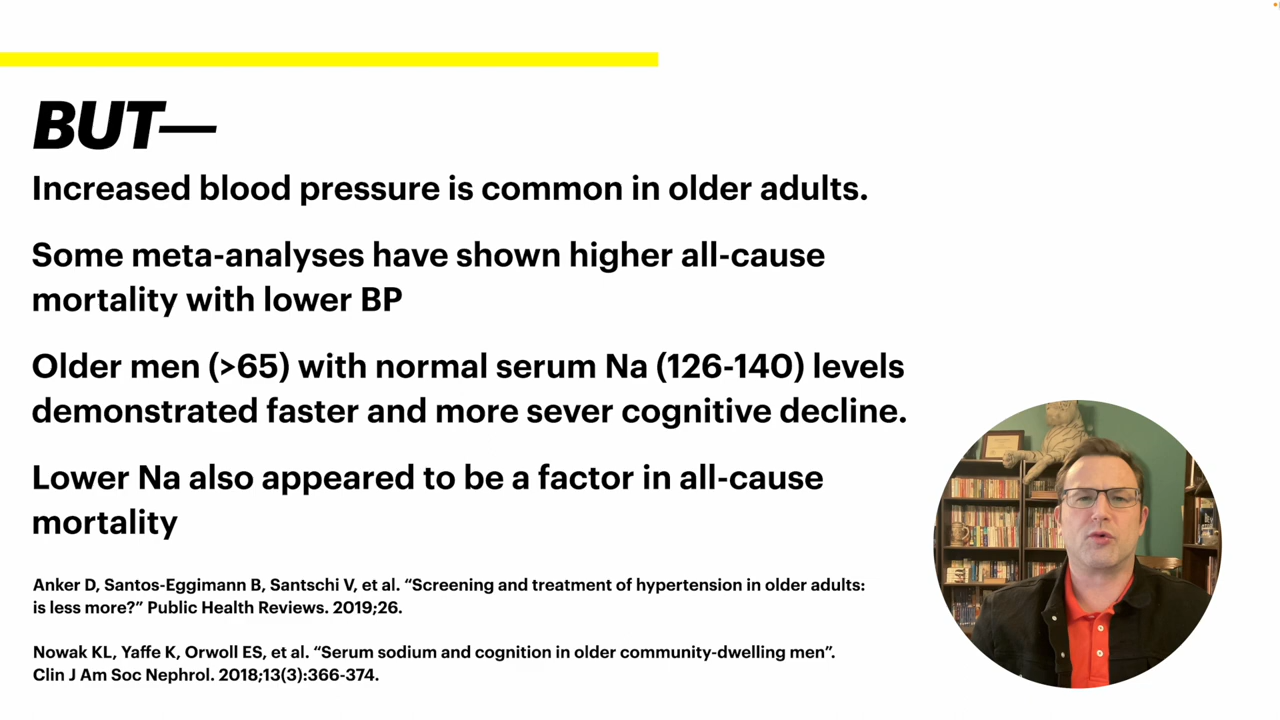 BUT—
Increased blood pressure is common in older adults.
Some meta-analyses have shown higher all-cause
mortality with lower BP
Older men (>65) with normal serum Na (126-140) levels
demonstrated faster and more sever cognitive decline.
Lower Na also appeared to be a factor in all-cause
mortality
Anker D, Santos-Eggimann B, Santschi V, et al. “Screening and treatment of hypertension in older adults:
is less more?” Public Health Reviews. 2019;26.
Nowak KL, Yaffe K, Orwoll ES, et al. “Serum sodium and cognition in older community-dwelling men”.
Clin J Am Soc Nephrol. 2018;13(3):366-374.